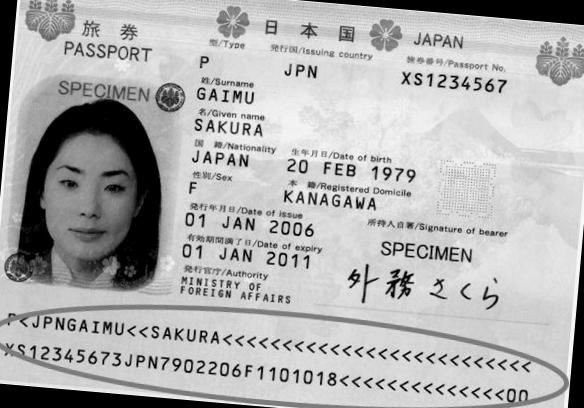 旅券 日本国 JAPAN
PASSPORT
型/Type 発行国/Issuing country 旅券番号/Passport No.
P JPN XS1234567
SPECIMEN
姓/Surname
GAIMU
名/Given name
SAKURA
国籍/Nationality 生年月日/Date of birth
JAPAN 20 FEB 1979
性別/Sex 本籍/Registered Domicile
F KANAGAWA
発行年月日/Date of issue 所持人自署/Signature of bearer
01 JAN 2006 SPECIMEN
有効期間満了日/Date of expiry
01 JAN 2011 外務さくら
発行官庁/Authority
MINISTRY OF
FOREIGN AFFAIRS
P<JPNGAIMU<<SAKURA<<<<<<<<<<<<<<<<<<<<<<<<<<
XS12345673JPN7902206F1101018<<<<<<<<<<<<<<00